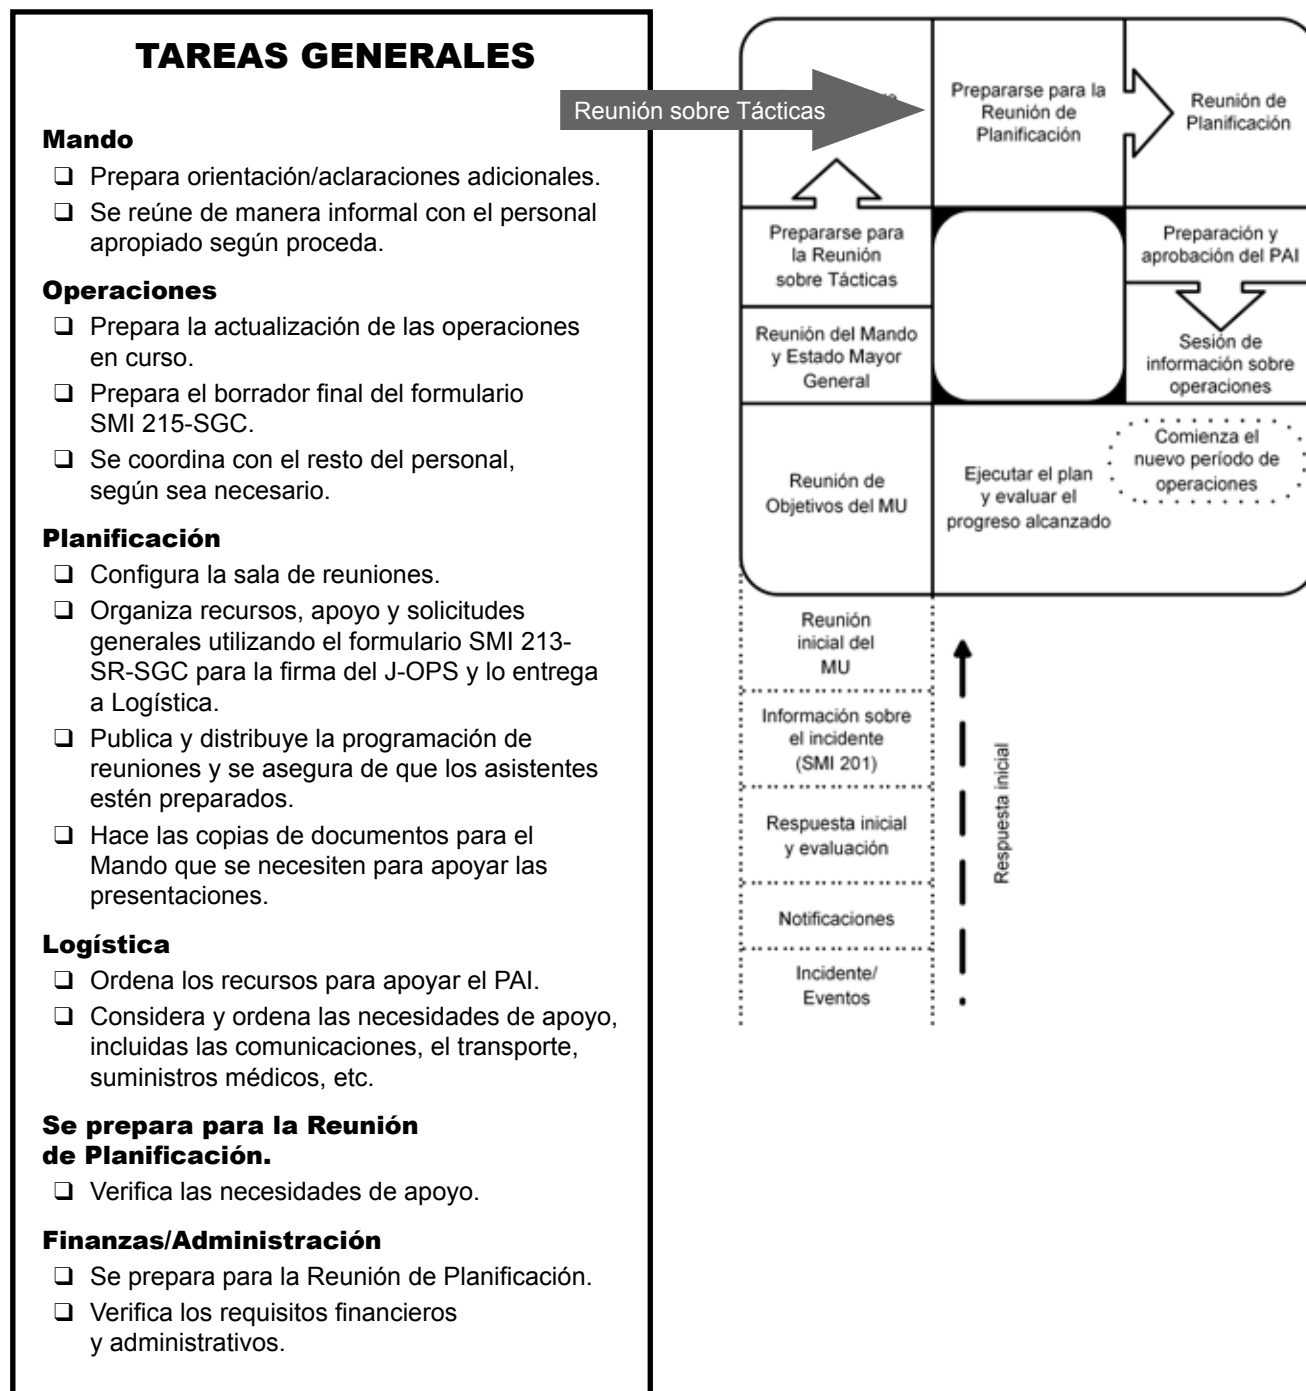 TAREAS GENERALES
Mando
❑ Prepara orientación/aclaraciones adicionales.
❑ Se reúne de manera informal con el personal
apropiado según proceda.
Operaciones
❑ Prepara la actualización de las operaciones
en curso.
❑ Prepara el borrador final del formulario
SMI 215-SGC.
❑ Se coordina con el resto del personal,
según sea necesario.
Planificación
❑ Configura la sala de reuniones.
❑ Organiza recursos, apoyo y solicitudes
generales utilizando el formulario SMI 213-
SR-SGC para la firma del J-OPS y lo entrega
a Logística.
❑ Publica y distribuye la programación de
reuniones y se asegura de que los asistentes
estén preparados.
❑ Hace las copias de documentos para el
Mando que se necesiten para apoyar las
presentaciones.
Logística
❑ Ordena los recursos para apoyar el PAI.
❑ Considera y ordena las necesidades de apoyo,
incluidas las comunicaciones, el transporte,
suministros médicos, etc.
Se prepara para la Reunión
de Planificación.
❑ Verifica las necesidades de apoyo.
Finanzas/Administración
❑ Se prepara para la Reunión de Planificación.
❑ Verifica los requisitos financieros
y administrativos.
Reunión sobre Tácticas
Prepararse para la
Reunión de
Planificación
Reunión de
Planificación
Prepararse para
la Reunión
sobre Tácticas
Preparación y
aprobación del PAI
Reunión del Mando
y Estado Mayor
General
Sesión de
información sobre
operaciones
Reunión de
Objetivos del MU
Ejecutar el plan
y evaluar el
progreso alcanzado
Comienza el
nuevo período de
operaciones
Reunión
inicial del
MU
Información sobre
el incidente
(SMI 201)
Respuesta inicial
y evaluación
Notificaciones
Incidente/
Eventos
Respuesta inicial